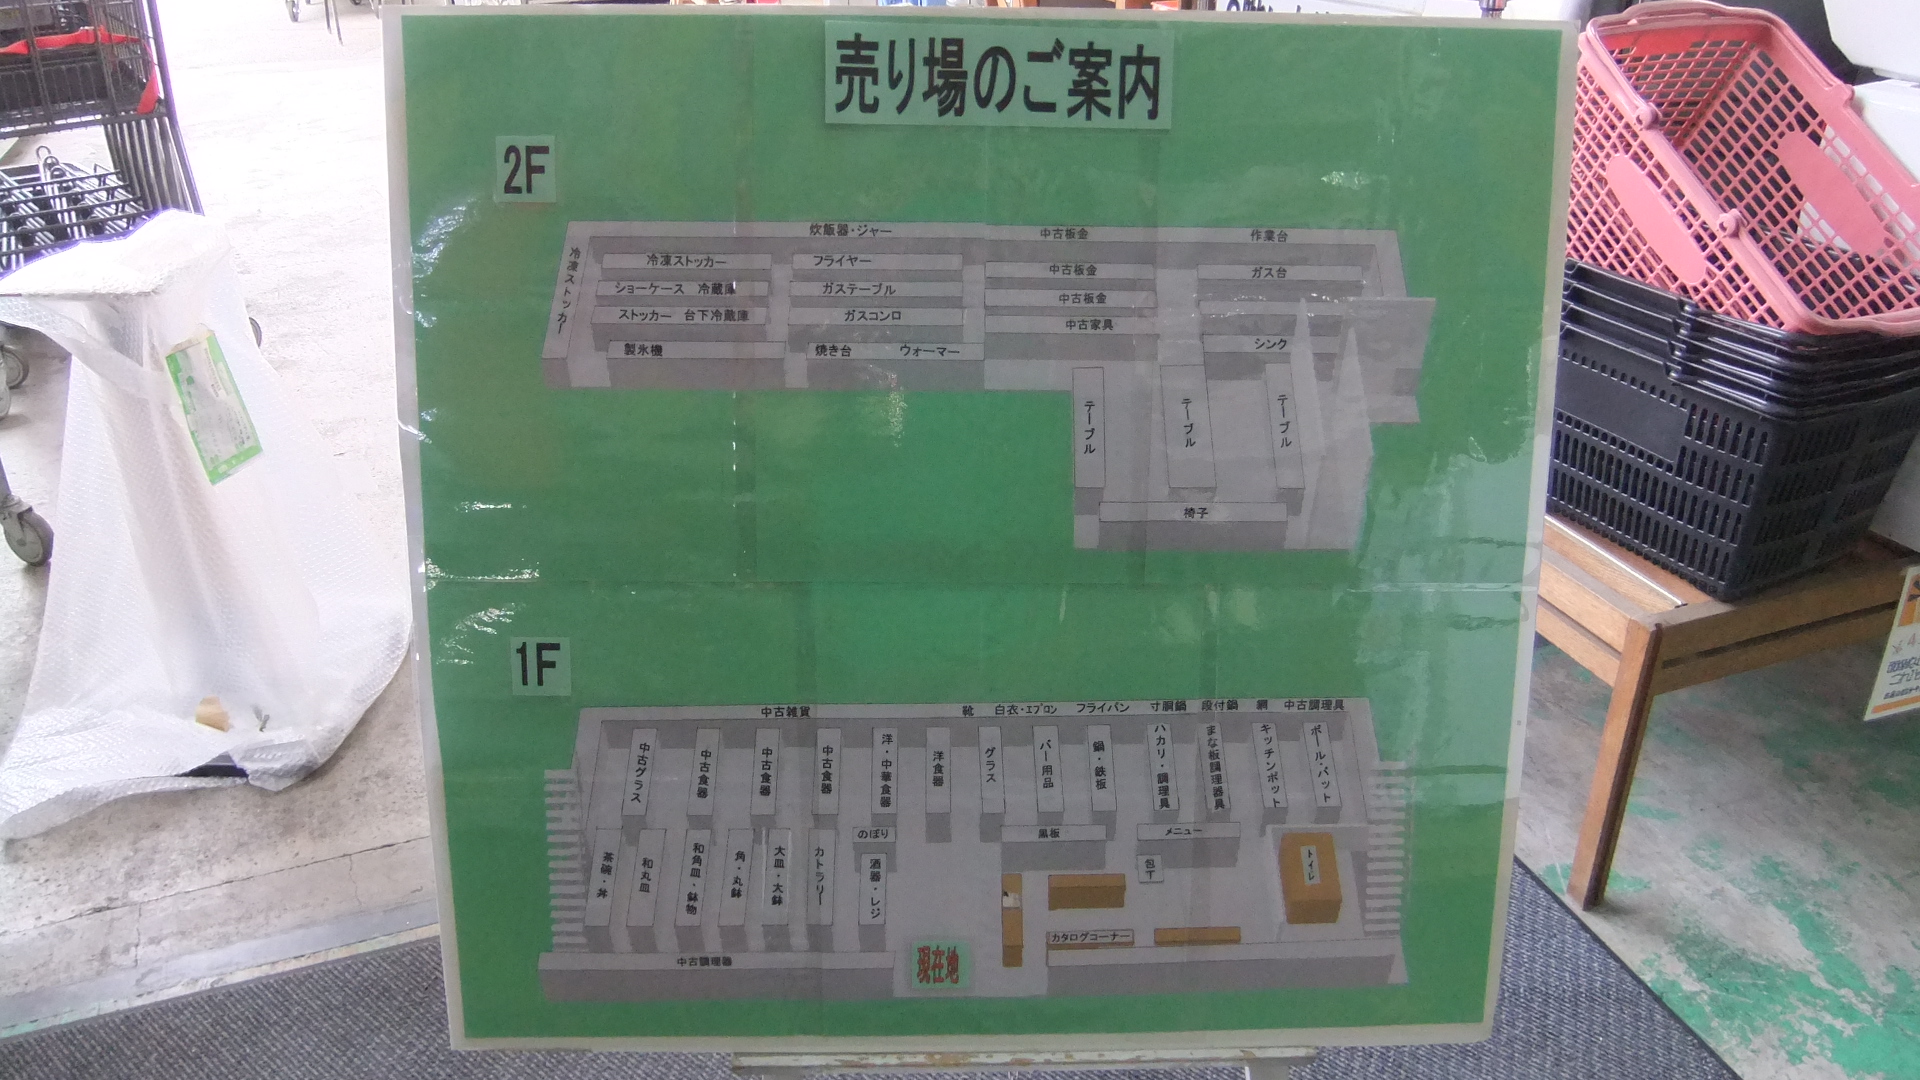 売り場のご案内
2F
炊飯器・ジャー
中古板金
作業台
冷凍ストッカー
冷凍ストッカー
フライヤー
中古板金
ガス台
ショーケース 冷蔵庫
ガステーブル
中古板金
ストッカー 台下冷蔵庫
ガスコンロ
中古家具
製氷機
焼き台
ウォーマー
シンク
テーブル
テーブル
テーブル
椅子
1F
中古雑貨
靴
白衣・エプロン
フライパン
寸胴鍋
段付鍋
網
中古調理具
中古グラス
中古食器
中古食器
中古食器
洋・中華食器
洋食器
グラス
バー用品
鍋・鉄板
ハカリ・調理具
まな板調理器具
キッチンポット
ボール・バット
のぼり
黒板
メニュー
茶碗・丼
和丸皿
和角皿・鉢物
角・丸鉢
大皿・大鉢
カトラリー
酒器・レジ
包丁
トイレ
カタログコーナー
中古調理器
現在地